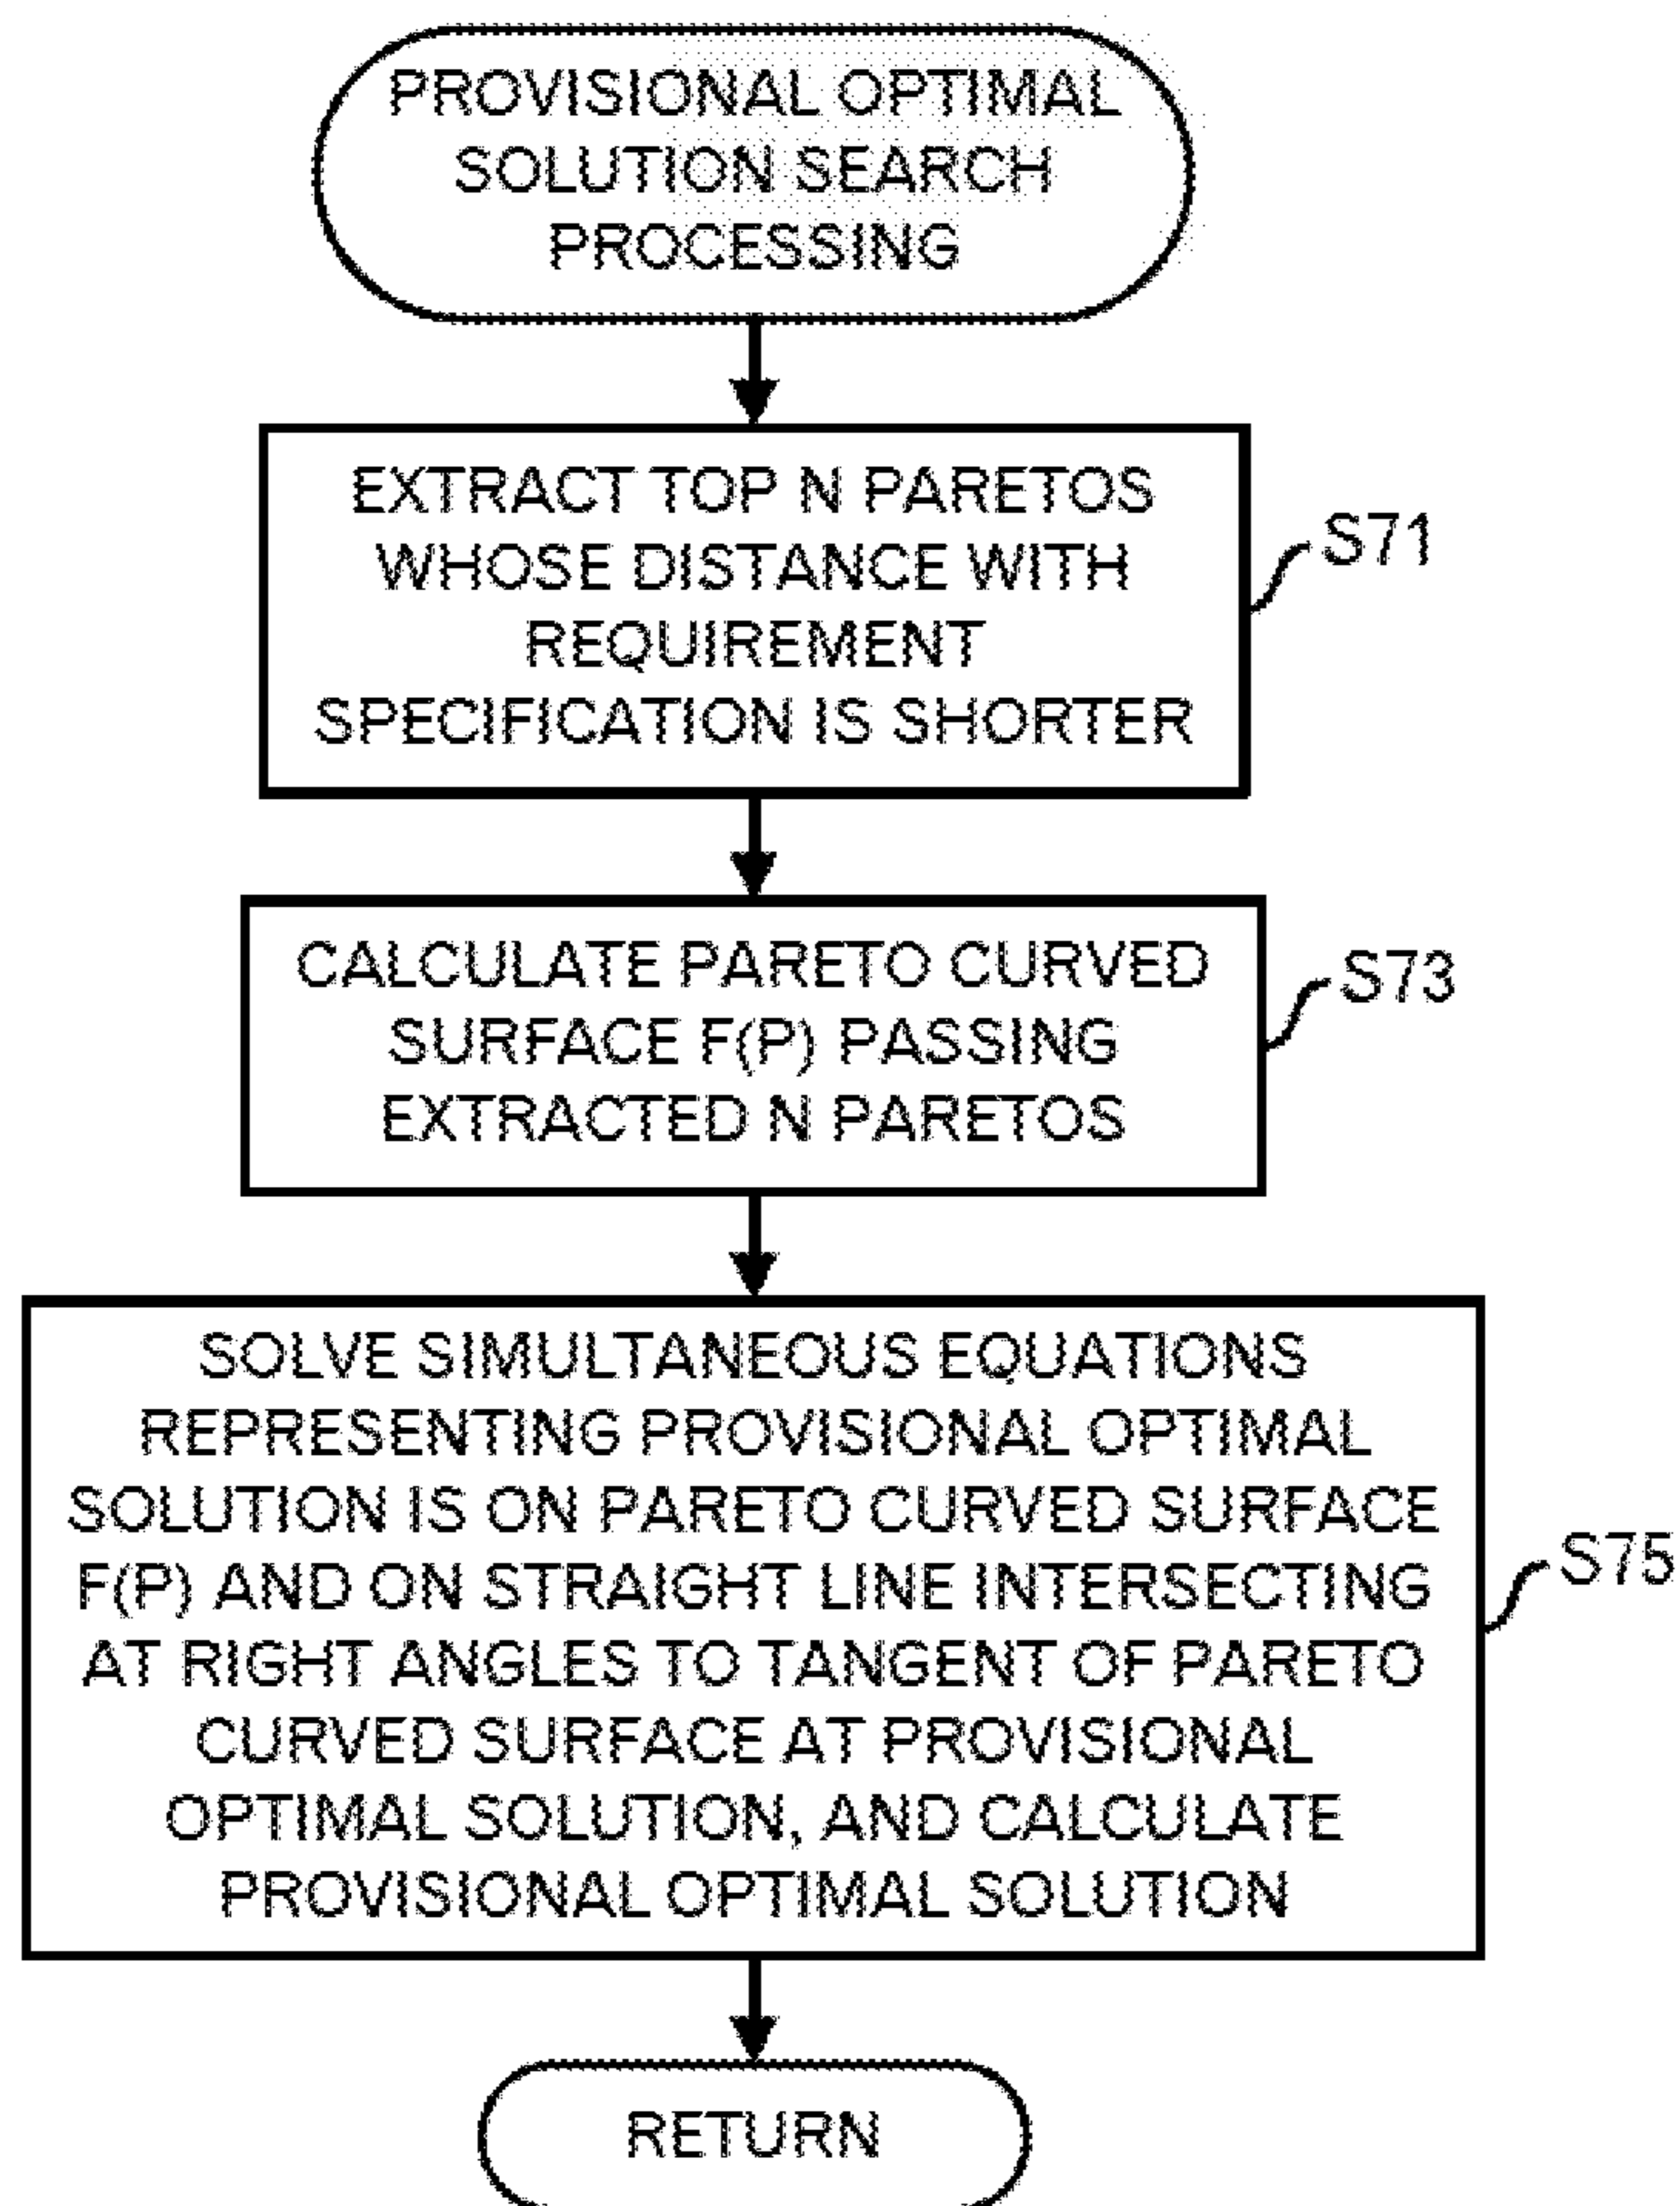 PROVISIONAL OPTIMAL
SOLUTION SEARCH
PROCESSING
EXTRACT TOP N PARETOS
WHOSE DISTANCE WITH
REQUIREMENT
SPECIFICATION IS SHORTER
S71
CALCULATE PARETO CURVED
SURFACE F(P) PASSING
EXTRACTED N PARETOS
S73
SOLVE SIMULTANEOUS EQUATIONS
REPRESENTING PROVISIONAL OPTIMAL
SOLUTION IS ON PARETO CURVED SURFACE
F(P) AND ON STRAIGHT LINE INTERSECTING
AT RIGHT ANGLES TO TANGENT OF PARETO
CURVED SURFACE AT PROVISIONAL
OPTIMAL SOLUTION, AND CALCULATE
PROVISIONAL OPTIMAL SOLUTION
S75
RETURN